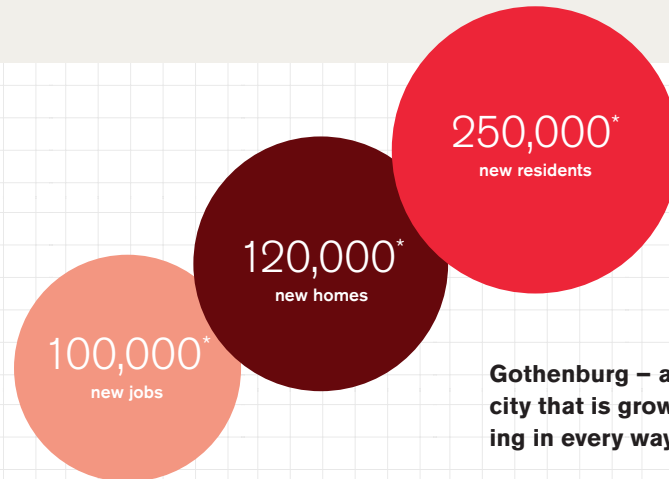 250,000*
new residents
120,000*
new homes
100,000*
new jobs
Gothenburg – a
city that is grow
ing in every way